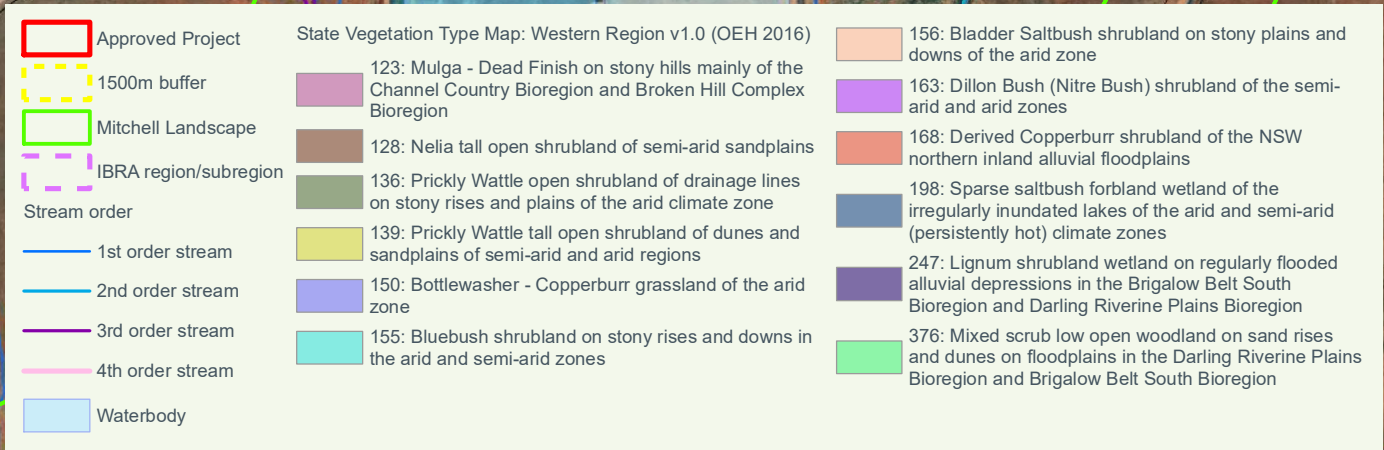 Approved Project
1500m buffer
Mitchell Landscape
IBRA region/subregion
Stream order
1st order stream
2nd order stream
3rd order stream
4th order stream
Waterbody
State Vegetation Type Map: Western Region v1.0 (OEH 2016)
123: Mulga - Dead Finish on stony hills mainly of the
Channel Country Bioregion and Broken Hill Complex
Bioregion
128: Nelia tall open shrubland of semi-arid sandplains
136: Prickly Wattle open shrubland of drainage lines
on stony rises and plains of the arid climate zone
139: Prickly Wattle tall open shrubland of dunes and
sandplains of semi-arid and arid regions
150: Bottlewasher - Copperburr grassland of the arid
zone
155: Bluebush shrubland on stony rises and downs in
the arid and semi-arid zones
156: Bladder Saltbush shrubland on stony plains and
downs of the arid zone
163: Dillon Bush (Nitre Bush) shrubland of the semi-
arid and arid zones
168: Derived Copperburr shrubland of the NSW
northern inland alluvial floodplains
198: Sparse saltbush forbland wetland of the
irregularly inundated lakes of the arid and semi-arid
(persistently hot) climate zones
247: Lignum shrubland wetland on regularly flooded
alluvial depressions in the Brigalow Belt South
Bioregion and Darling Riverine Plains Bioregion
376: Mixed scrub low open woodland on sand rises
and dunes on floodplains in the Darling Riverine Plains
Bioregion and Brigalow Belt South Bioregion